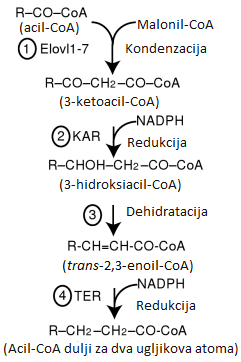 R-CO-CoA
(acil-CoA)
Malonil-CoA
1 Elovl1-7
Kondenzacija
R-CO-CH2-CO-CoA
(3-ketoacil-CoA)
NADPH
2 KAR
Redukcija
R-CHOH-CH2-CO-CoA
(3-hidroksiacil-CoA)
3
Dehidratacija
R-CH=CH-CO-CoA
(trans-2,3-enoil-CoA)
NADPH
4 TER
Redukcija
R-CH2-CH2-CO-CoA
(Acil-CoA dulji za dva ugljikova atoma)